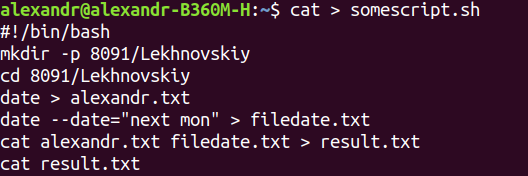 alexandr@alexandr-B360M-H:~$ cat > somescript.sh
#!/bin/bash
mkdir -p 8091/Lekhnovskiy
cd 8091/Lekhnovskiy
date > alexandr.txt
date --date="next mon" > filedate.txt
cat alexandr.txt filedate.txt > result.txt
cat result.txt